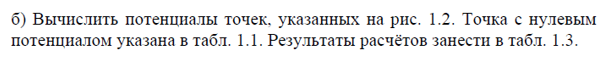 б) Вычислить потенциалы точек, указанных на рис. 1.2. Точка с нулевым
потенциалом указана в табл. 1.1. Результаты расчётов занести в табл. 1.3.